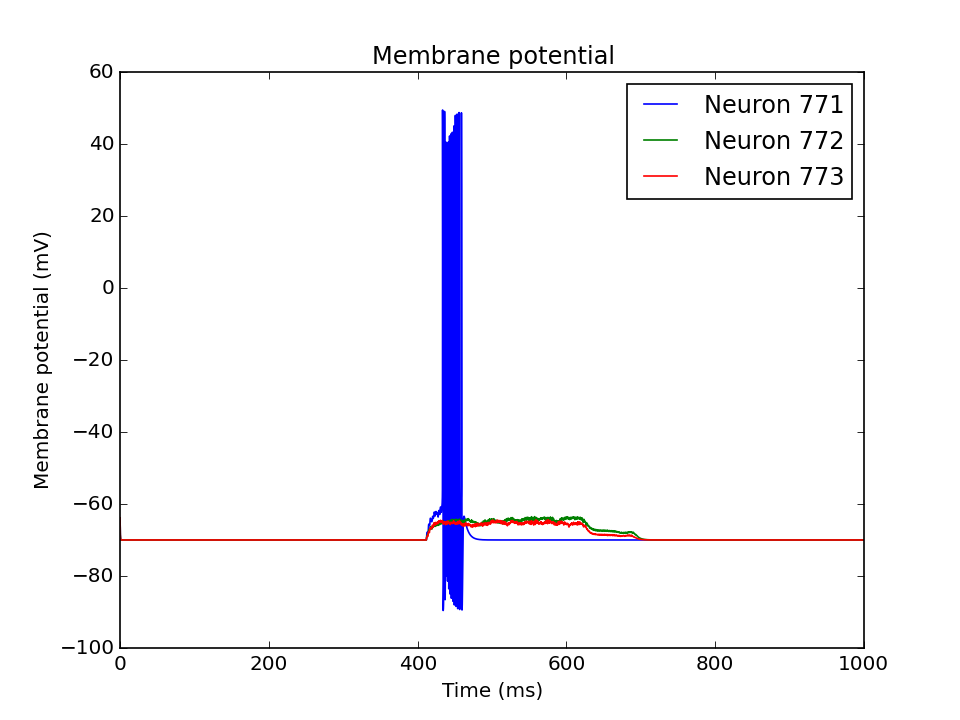 Membrane potential
Neuron 771
Neuron 772
Neuron 773
Membrane potential (mV)
60
40
20
0
−20
−40
−60
−80
−100
0 200 400 600 800 1000
Time (ms)